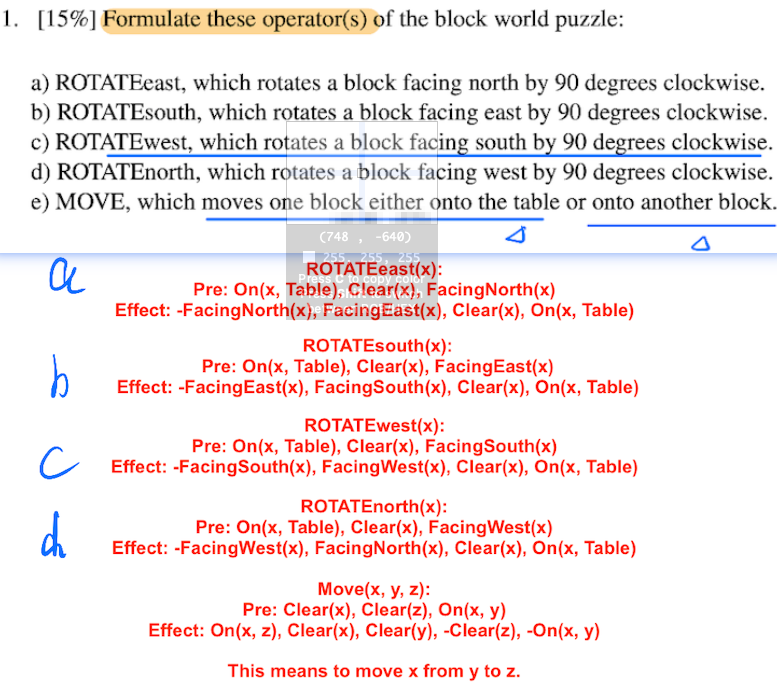 1. [15%] Formulate these operator(s) of the block world puzzle:
a) ROTATEeast, which rotates a block facing north by 90 degrees clockwise.
b) ROTATEsouth, which rotates a block facing east by 90 degrees clockwise.
c) ROTATEwest, which rotates a block facing south by 90 degrees clockwise.
d) ROTATEnorth, which rotates a block facing west by 90 degrees clockwise.
e) MOVE, which moves one block either onto the table or onto another block.
(748 , -640)
255, 255, 255
Press C to copy color
a
ROTATEeast(x):
Pre: On(x, Table), Clear(x), FacingNorth(x)
Effect: -FacingNorth(x), FacingEast(x), Clear(x), On(x, Table)
b
ROTATEsouth(x):
Pre: On(x, Table), Clear(x), FacingEast(x)
Effect: -FacingEast(x), FacingSouth(x), Clear(x), On(x, Table)
c
ROTATEwest(x):
Pre: On(x, Table), Clear(x), FacingSouth(x)
Effect: -FacingSouth(x), FacingWest(x), Clear(x), On(x, Table)
d
ROTATEnorth(x):
Pre: On(x, Table), Clear(x), FacingWest(x)
Effect: -FacingWest(x), FacingNorth(x), Clear(x), On(x, Table)
Move(x, y, z):
Pre: Clear(x), Clear(z), On(x, y)
Effect: On(x, z), Clear(x), Clear(y), -Clear(z), -On(x, y)
This means to move x from y to z.